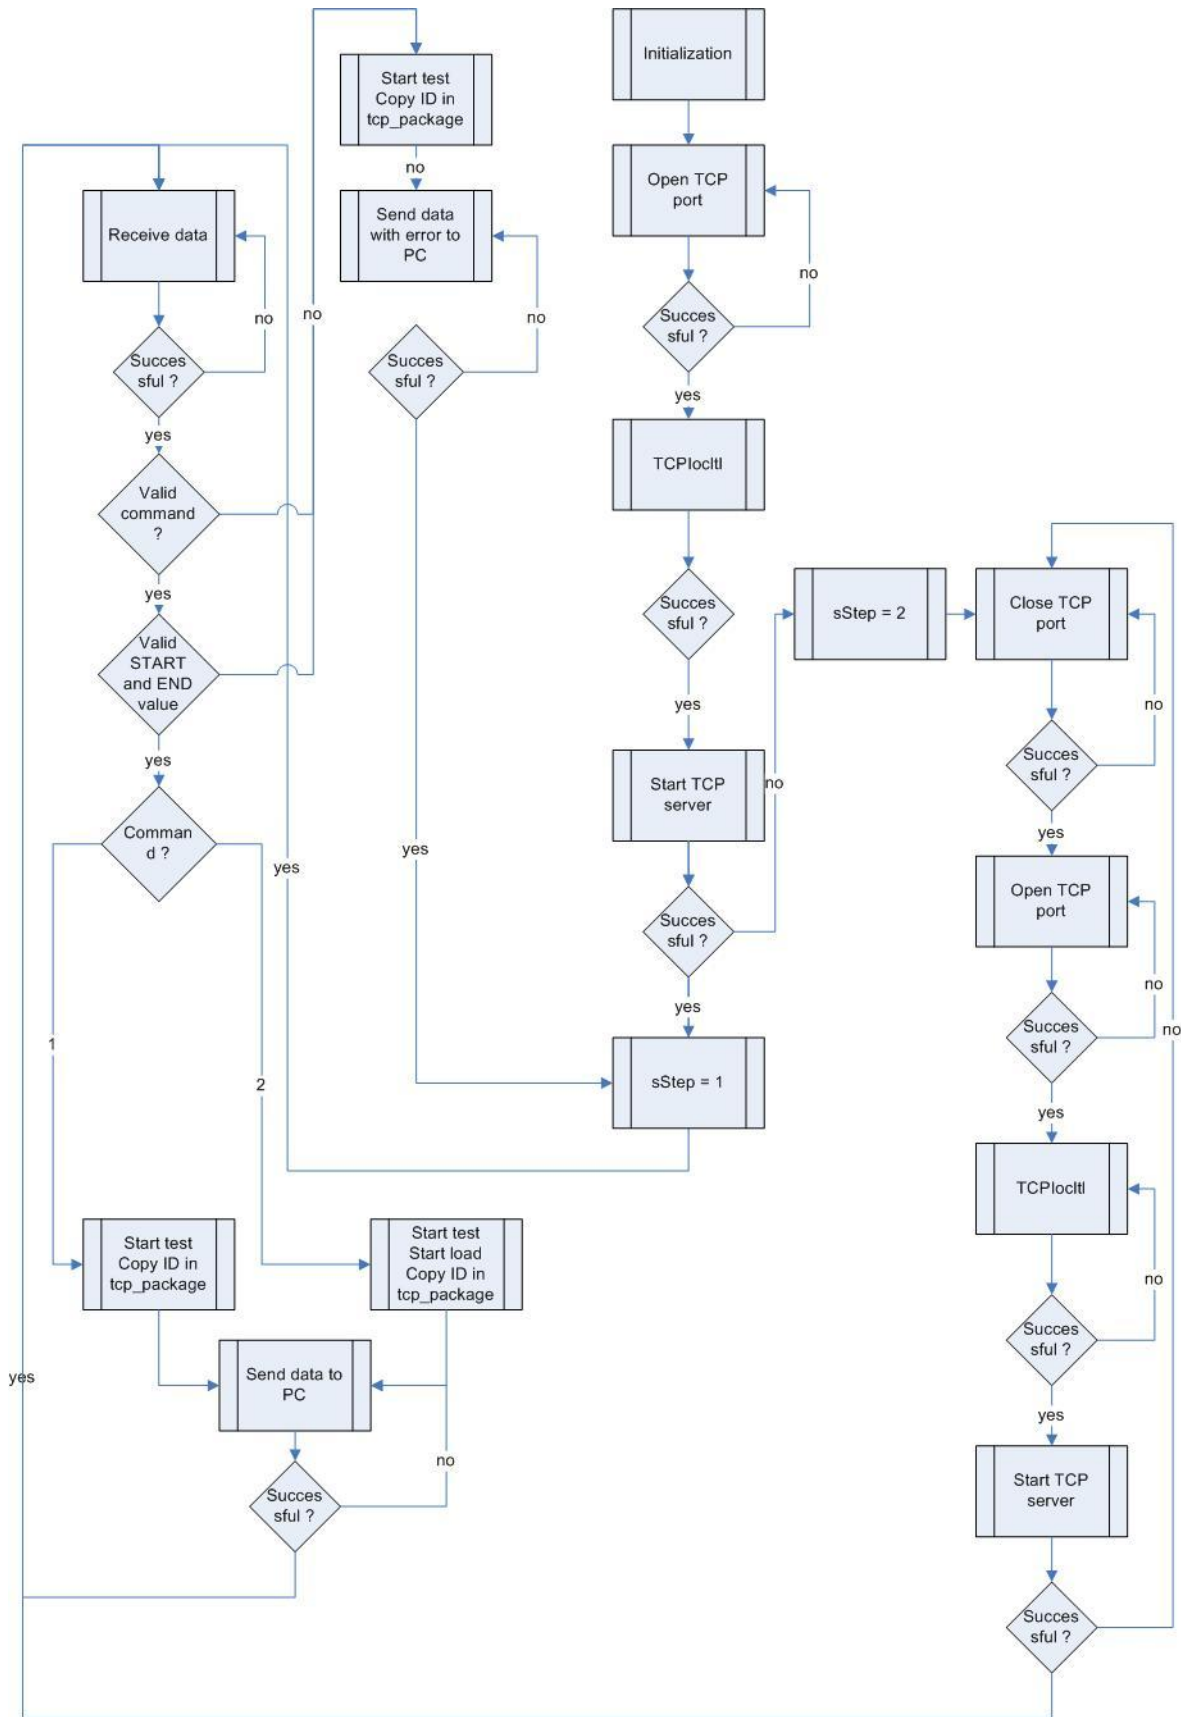 Initialization
Open TCP
port
no
Succes
sful ?
yes
TCPIocltl
Succes
sful ?
yes
Start TCP
server
no
Succes
sful ?
yes
sStep = 1
sStep = 2
Close TCP
port
no
Succes
sful ?
yes
Open TCP
port
no
Succes
sful ?
yes
TCPIocltl
no
Succes
sful ?
yes
Start TCP
server
Succes
sful ?
no
Start test
Copy ID in
tcp_package
no
Send data
with error to
PC
no
Succes
sful ?
yes
Receive data
no
Succes
sful ?
yes
no
Valid
command
?
yes
Valid
START
and END
value
yes
Comman
d ?
yes
1
2
Start test
Copy ID in
tcp_package
Start test
Start load
Copy ID in
tcp_package
Send data to
PC
yes
no
Succes
sful ?